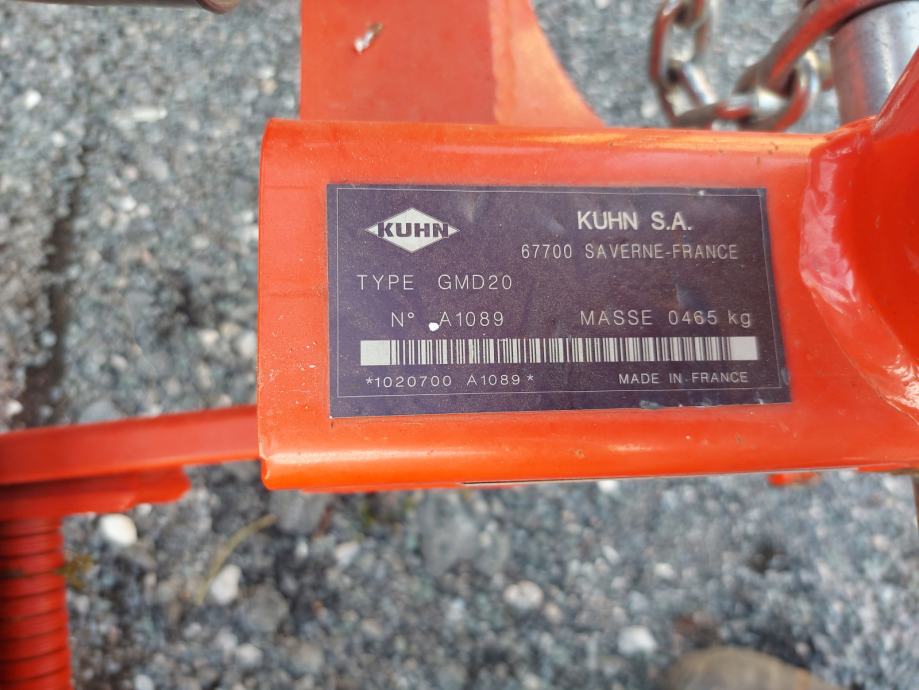 KUHN
KUHN S.A.
67700 SAVERNE-FRANCE
TYPE GMD20
N° A1089 MASSE 0465 kg
*1020700 A1089*
MADE IN-FRANCE